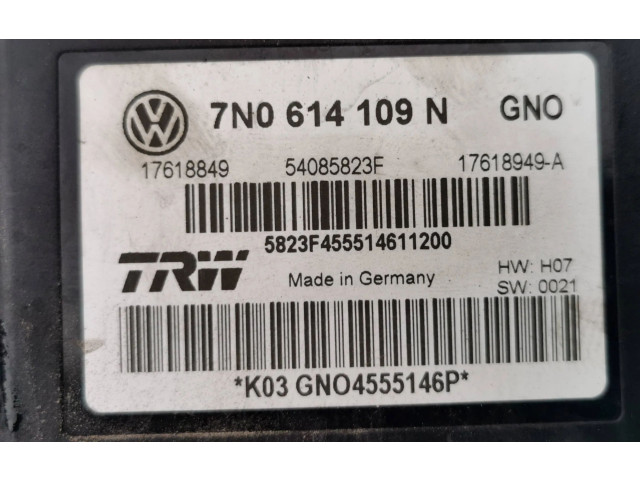 7N0 614 109 N GNO
17618849 54085823F 17618949-A
5823F455514611200
TRW Made in Germany HW: H07
SW: 0021
*K03 GNO4555146P*